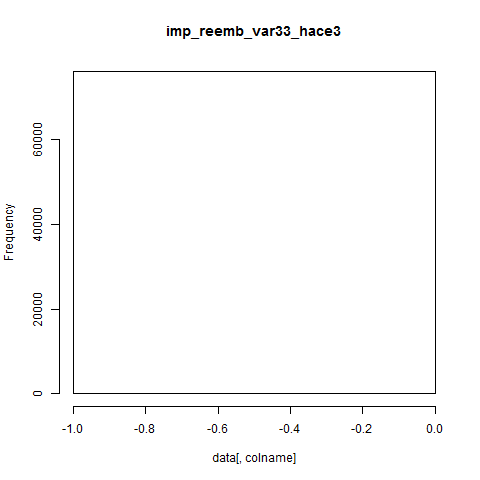 imp_reemb_var33_hace3
Frequency
60000
40000
20000
0
-1.0 -0.8 -0.6 -0.4 -0.2 0.0
data[, colname]